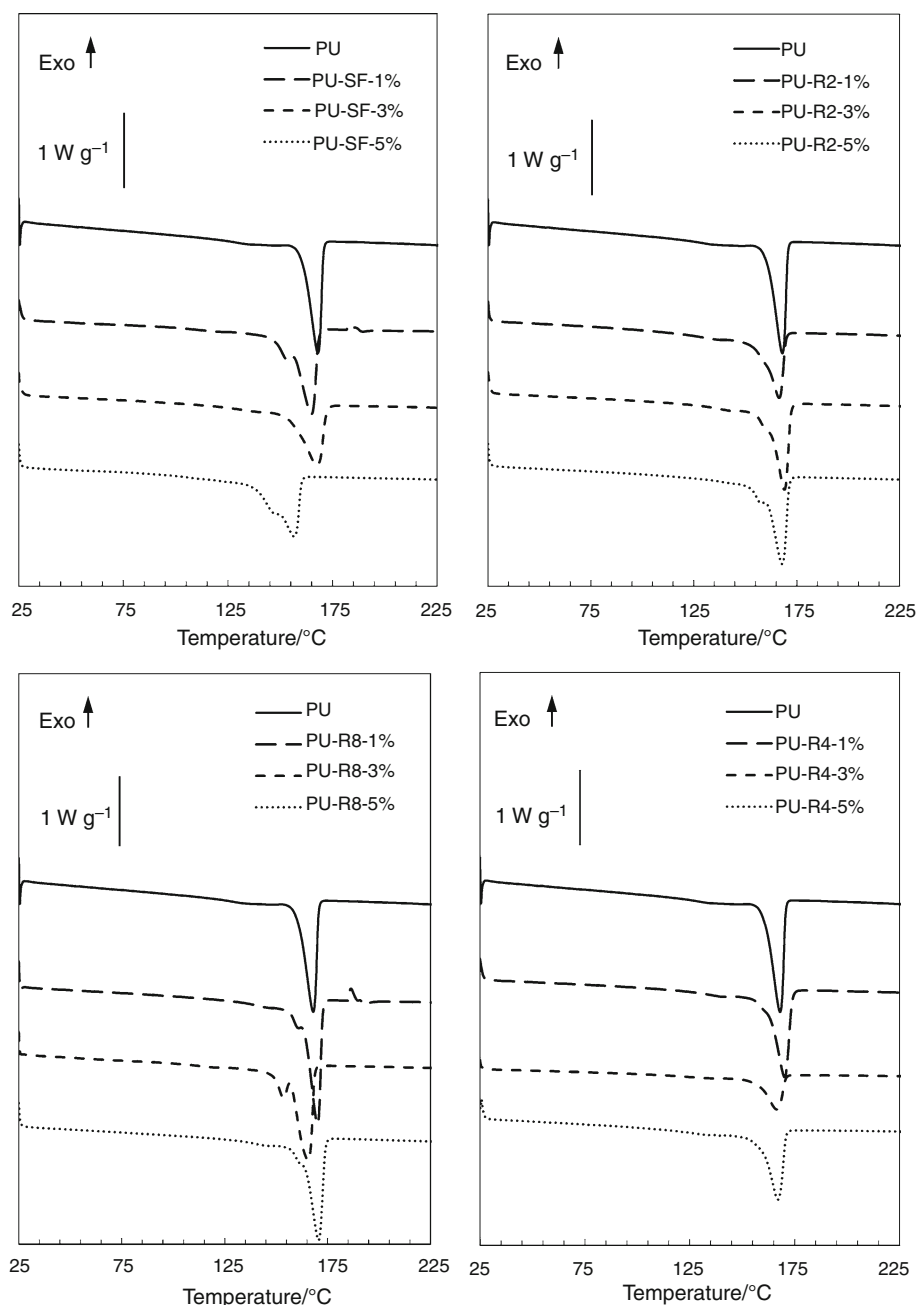 Exo
PU
PU-SF-1%
PU-SF-3%
PU-SF-5%
1 W g⁻¹
25 75 125 175 225
Temperature/°C
Exo
PU
PU-R2-1%
PU-R2-3%
PU-R2-5%
1 W g⁻¹
25 75 125 175 225
Temperature/°C
Exo
PU
PU-R8-1%
PU-R8-3%
PU-R8-5%
1 W g⁻¹
25 75 125 175 225
Temperature/°C
Exo
PU
PU-R4-1%
PU-R4-3%
PU-R4-5%
1 W g⁻¹
25 75 125 175 225
Temperature/°C